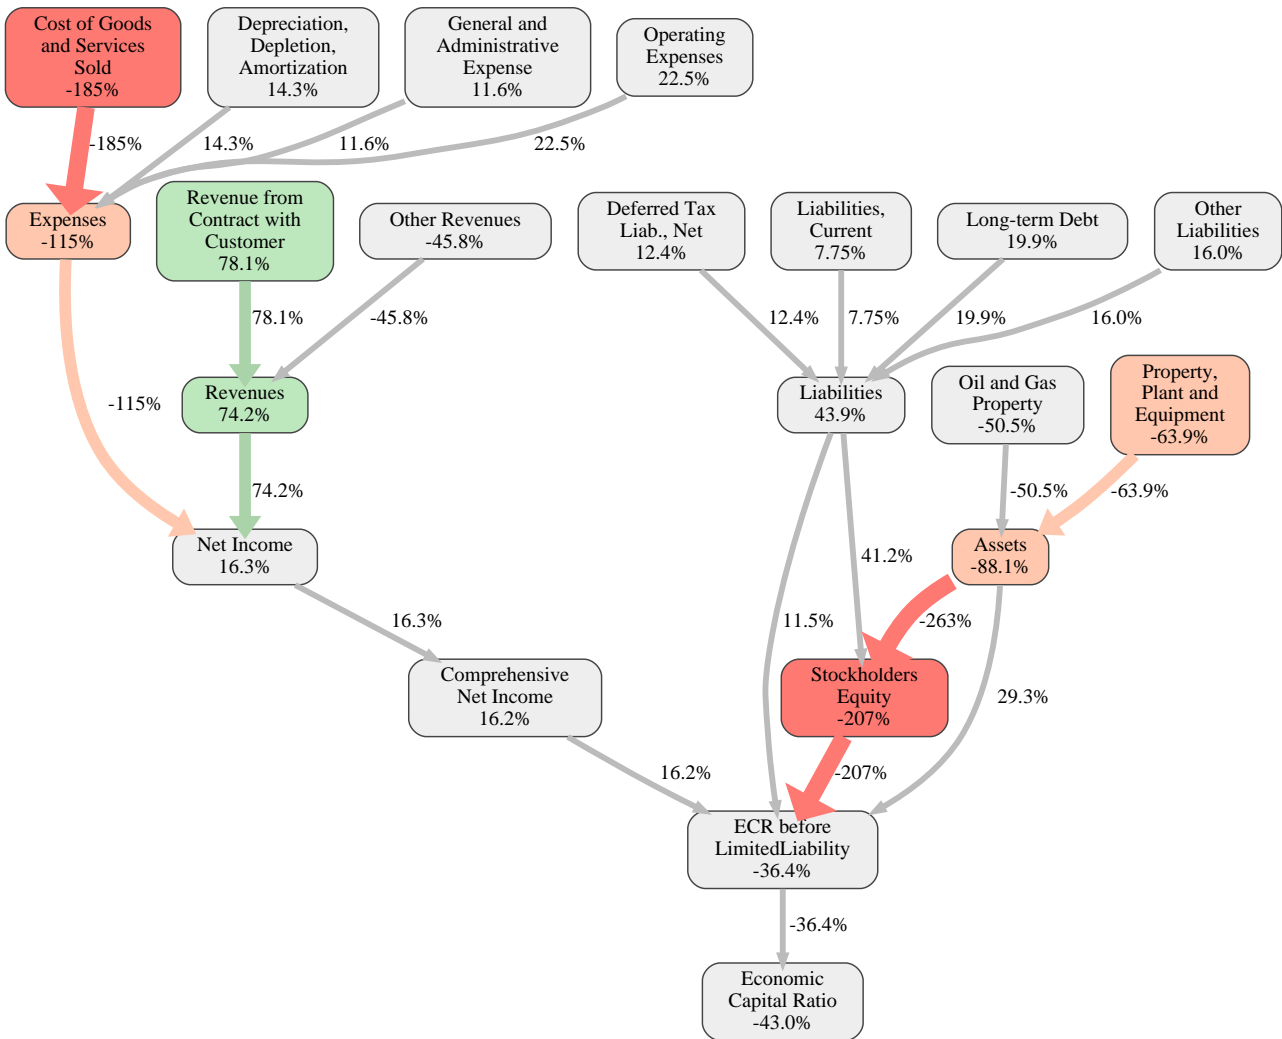 Cost of Goods
and Services
Sold
-185%
Depreciation,
Depletion,
Amortization
14.3%
General and
Administrative
Expense
11.6%
Operating
Expenses
22.5%
-185%
14.3%
11.6%
22.5%
Expenses
-115%
Revenue from
Contract with
Customer
78.1%
Other Revenues
-45.8%
Deferred Tax
Liab., Net
12.4%
Liabilities,
Current
7.75%
Long-term Debt
19.9%
Other
Liabilities
16.0%
78.1%
-45.8%
12.4%
7.75%
19.9%
16.0%
-115%
Revenues
74.2%
Liabilities
43.9%
Oil and Gas
Property
-50.5%
Property,
Plant and
Equipment
-63.9%
74.2%
-50.5%
-63.9%
Net Income
16.3%
Assets
-88.1%
16.3%
11.5%
41.2%
-263%
29.3%
Comprehensive
Net Income
16.2%
Stockholders
Equity
-207%
16.2%
-207%
ECR before
LimitedLiability
-36.4%
-36.4%
Economic
Capital Ratio
-43.0%